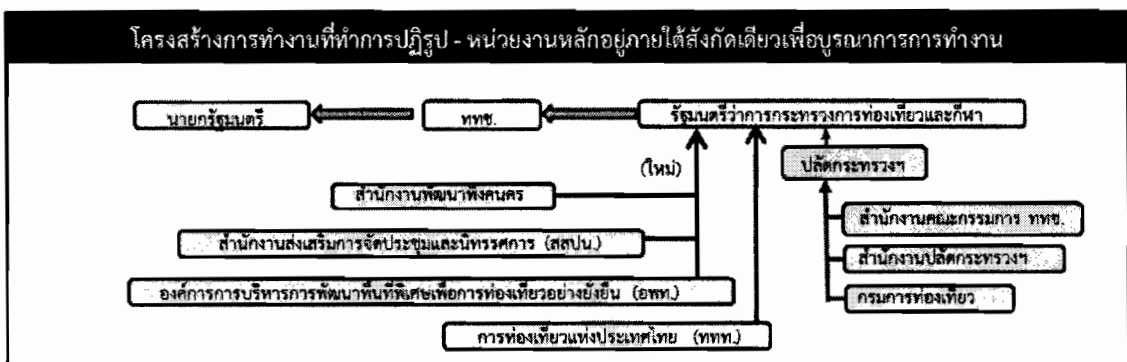 โครงสร้างการทำงานที่ทำการปฏิรูป - หน่วยงานหลักอยู่ภายใต้สังกัดเดียวเพื่อบูรณาการการทำงาน
นายกรัฐมนตรี
ททช.
รัฐมนตรีว่าการกระทรวงการท่องเที่ยวและกีฬา
(ใหม่)
ปลัดกระทรวงฯ
สำนักงานพัฒนาพิงคนคร
สำนักงานคณะกรรมการ ททช.
สำนักงานส่งเสริมการจัดประชุมและนิทรรศการ (สสปน.)
สำนักงานปลัดกระทรวงฯ
องค์การการบริหารการพัฒนาพื้นที่พิเศษเพื่อการท่องเที่ยวอย่างยั่งยืน (อพท.)
กรมการท่องเที่ยว
การท่องเที่ยวแห่งประเทศไทย (ททท.)